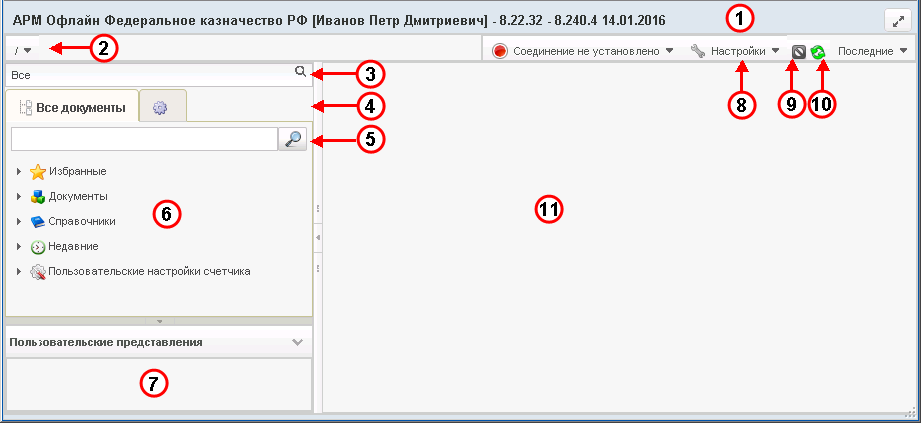 АРМ Офлайн Федеральное казначество РФ [Иванов Петр Дмитриевич] - 8.22.32 - 8.240.4 14.01.2016
1
/
2
Соединение не установлено
Настройки
Последние
Все
3
8
9
10
Все документы
4
5
Избранные
Документы
6
11
Справочники
Недавние
Пользовательские настройки счетчика
Пользовательские представления
7